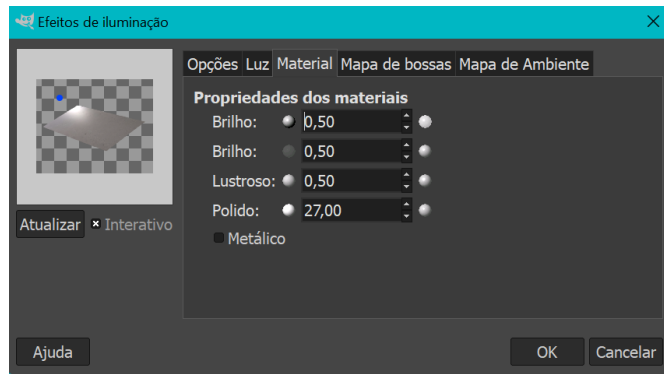 Efeitos de iluminação
Opções Luz Material Mapa de bossas Mapa de Ambiente
Propriedades dos materiais
Brilho: 0,50
Brilho: 0,50
Lustroso: 0,50
Polido: 27,00
Metálico
Atualizar Interativo
Ajuda OK Cancelar